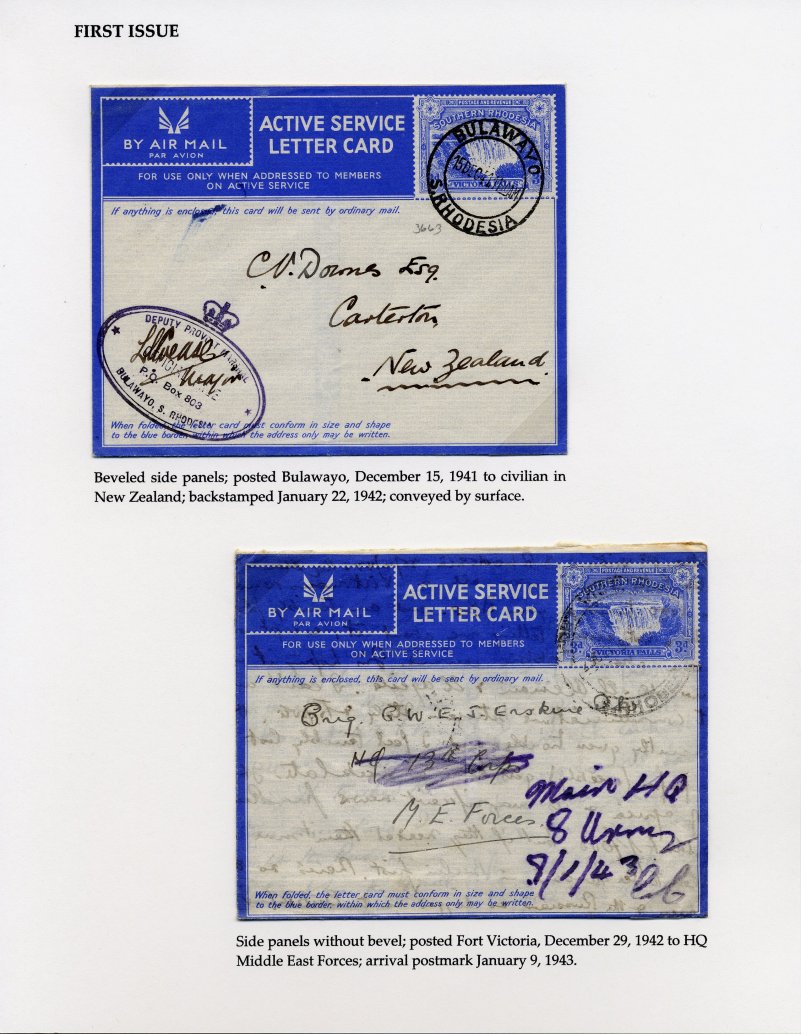 FIRST ISSUE
BY AIR MAIL
PAR AVION
ACTIVE SERVICE
LETTER CARD
FOR USE ONLY WHEN ADDRESSED TO MEMBERS
ON ACTIVE SERVICE
POSTAGE AND REVENUE
SOUTHERN RHODESIA
VICTORIA FALLS
BULAWAYO
S. RHODESIA
If anything is enclosed, this card will be sent by ordinary mail.
3663
C.V. Downes Esq.
Carterton,
New Zealand.
DEPUTY PROVOST MARSHAL
Major
P.O. Box 803
BULAWAYO, S. RHODESIA
When folded, the letter card must conform in size and shape
to the blue border, within which the address only may be written.
Beveled side panels; posted Bulawayo, December 15, 1941 to civilian in
New Zealand; backstamped January 22, 1942; conveyed by surface.
BY AIR MAIL
PAR AVION
ACTIVE SERVICE
LETTER CARD
FOR USE ONLY WHEN ADDRESSED TO MEMBERS
ON ACTIVE SERVICE
POSTAGE AND REVENUE
SOUTHERN RHODESIA
3d VICTORIA FALLS 3d
If anything is enclosed, this card will be sent by ordinary mail.
Brig. G W E J Erskine
HQ 13th Corps
M. E. Forces.
Main HQ
8 Army
9/1/43
When folded, the letter card must conform in size and shape
to the blue border, within which the address only may be written.
Side panels without bevel; posted Fort Victoria, December 29, 1942 to HQ
Middle East Forces; arrival postmark January 9, 1943.